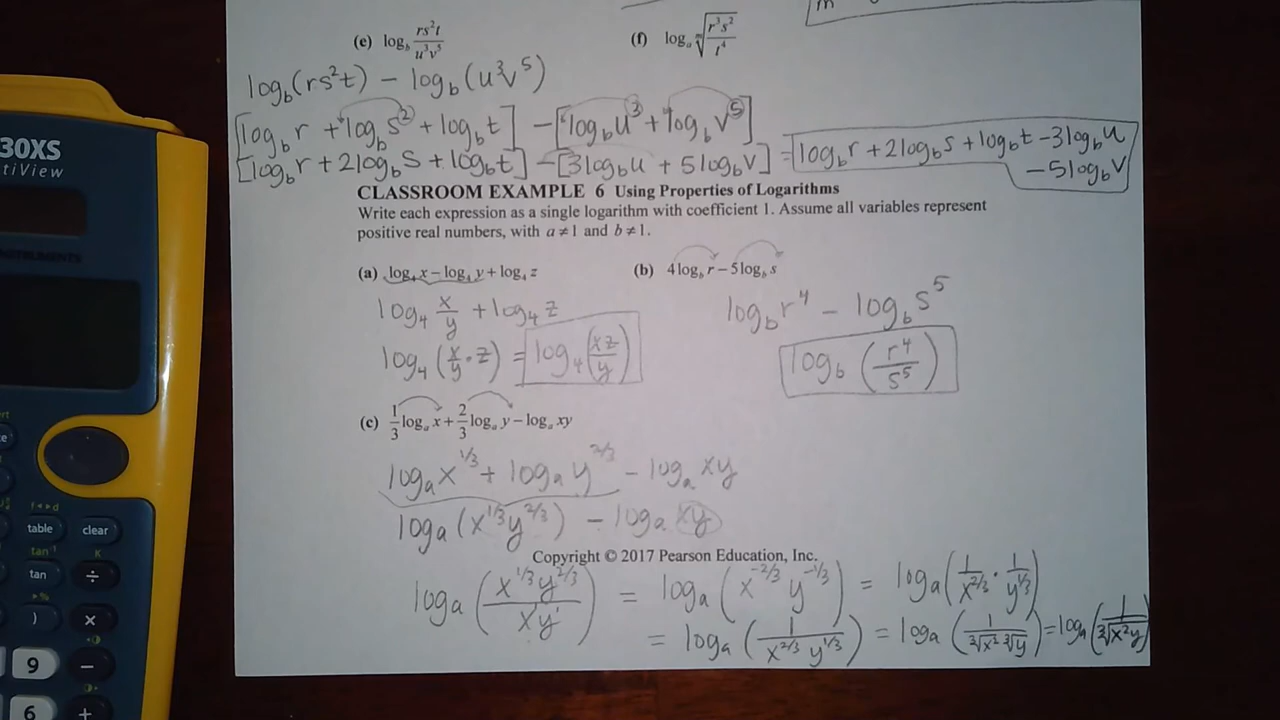 (e) log_b rs²t/u³v⁵
(f) log_a ⁿ√(r³s²/t⁴)
m
log_b(rs²t) − log_b(u³v⁵)
[log_b r + log_b s² + log_b t] − [log_b u³ + log_b v⁵]
[log_b r + 2log_b s + log_b t] − [3log_b u + 5log_b v] = log_b r + 2log_b s + log_b t − 3log_b u
− 5log_b v
CLASSROOM EXAMPLE 6 Using Properties of Logarithms
Write each expression as a single logarithm with coefficient 1. Assume all variables represent
positive real numbers, with a ≠ 1 and b ≠ 1.
(a) log₄ x − log₄ y + log₄ z
(b) 4 log_b r − 5 log_b s
log₄ x/y + log₄ z
log₄ (x/y · z) = log₄ (xz/y)
log_b r⁴ − log_b s⁵
log_b (r⁴/s⁵)
(c) 1/3 log_a x + 2/3 log_a y − log_a xy
log_a x^1/3 + log_a y^2/3 − log_a xy
log_a (x^1/3 y^2/3) − log_a xy
Copyright © 2017 Pearson Education, Inc.
log_a (x^1/3 y^2/3 / xy) = log_a (x^−2/3 y^−1/3) = log_a (1/x^2/3 · 1/y^1/3)
= log_a (1/x^2/3 y^1/3) = log_a (1/³√x² ³√y) = log_a (1/³√x²y)
30XS
tiView
table
clear
tan⁻¹
K
tan
÷
%
)
×
9
−
6
+